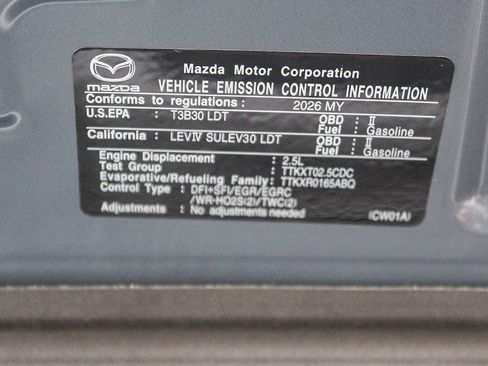 Mazda Motor Corporation
mazda
VEHICLE EMISSION CONTROL INFORMATION
Conforms to regulations : 2026 MY
U.S.EPA : T3B30 LDT OBD : II
Fuel : Gasoline
California : LEVIV SULEV30 LDT OBD : II
Fuel : Gasoline
Engine Displacement : 2.5L
Test Group : TTKXT02.5CDC
Evaporative/Refueling Family : TTKXR0165ABQ
Control Type : DFI+SFI/EGR/EGRC
/WR-HO2S(2)/TWC(2)
Adjustments : No adjustments needed
(CW01A)